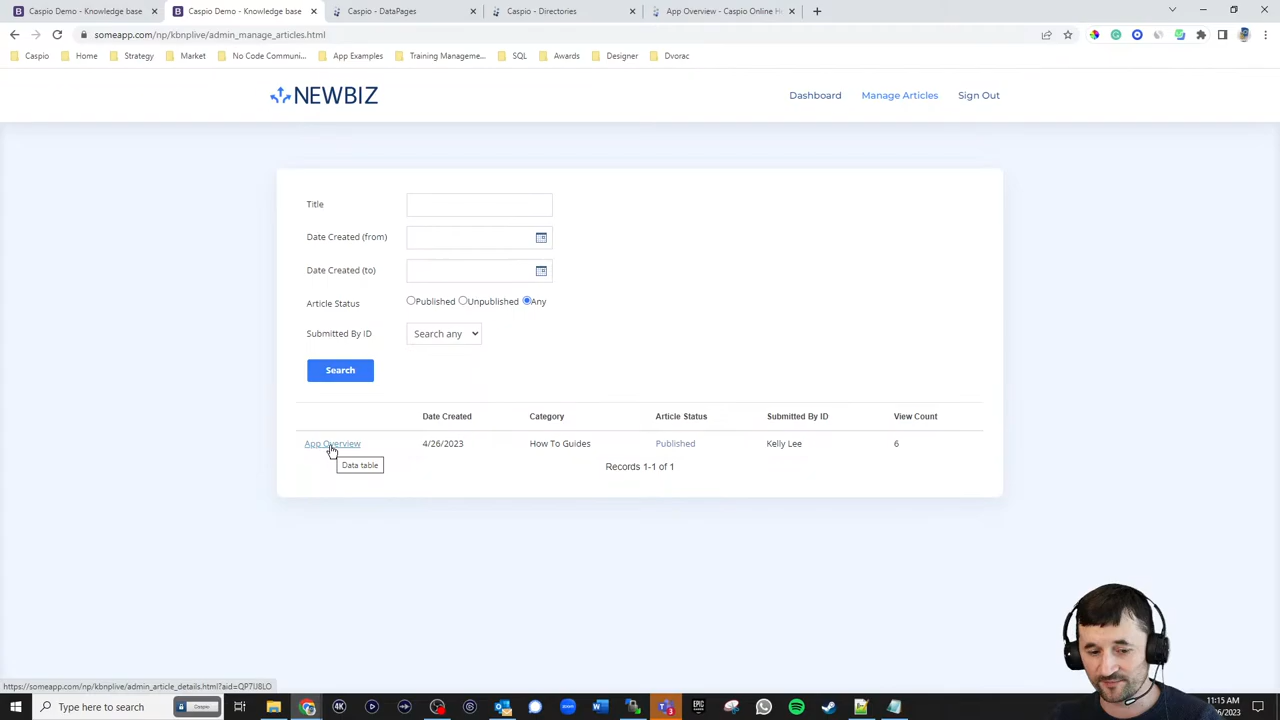 Caspio Demo - Knowledge base
Caspio Demo - Knowledge base
Caspio - DataPages
Caspio - Directories
App Overview - Caspio Online H
someapp.com/np/kbnplive/admin_manage_articles.html
Caspio
Home
Strategy
Market
No Code Communi...
App Examples
Training Manageme...
SQL
Awards
Designer
Dvorac
NEWBIZ
Dashboard
Manage Articles
Sign Out
Title
Date Created (from)
Date Created (to)
Article Status
Published Unpublished Any
Submitted By ID
Search any
Search
Date Created Category Article Status Submitted By ID View Count
App Overview 4/26/2023 How To Guides Published Kelly Lee 6
Data table
Records 1-1 of 1
https://someapp.com/np/kbnplive/admin_article_details.html?aid=QP7IJ8LO
Type here to search
Caspio
4K
EPIC
11:15 AM
/2023